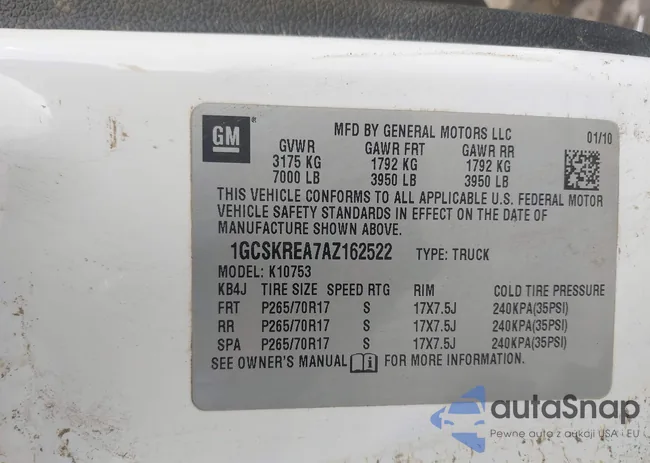 GM
MFD BY GENERAL MOTORS LLC 01/10
GVWR GAWR FRT GAWR RR
3175 KG 1792 KG 1792 KG
7000 LB 3950 LB 3950 LB
THIS VEHICLE CONFORMS TO ALL APPLICABLE U.S. FEDERAL MOTOR
VEHICLE SAFETY STANDARDS IN EFFECT ON THE DATE OF
MANUFACTURE SHOWN ABOVE.
1GCSKREA7AZ162522 TYPE: TRUCK
MODEL: K10753
KB4J TIRE SIZE SPEED RTG RIM COLD TIRE PRESSURE
FRT P265/70R17 S 17X7.5J 240KPA(35PSI)
RR P265/70R17 S 17X7.5J 240KPA(35PSI)
SPA P265/70R17 S 17X7.5J 240KPA(35PSI)
SEE OWNER'S MANUAL FOR MORE INFORMATION.
autaSnap
Pewne auto z aukcji USA i EU